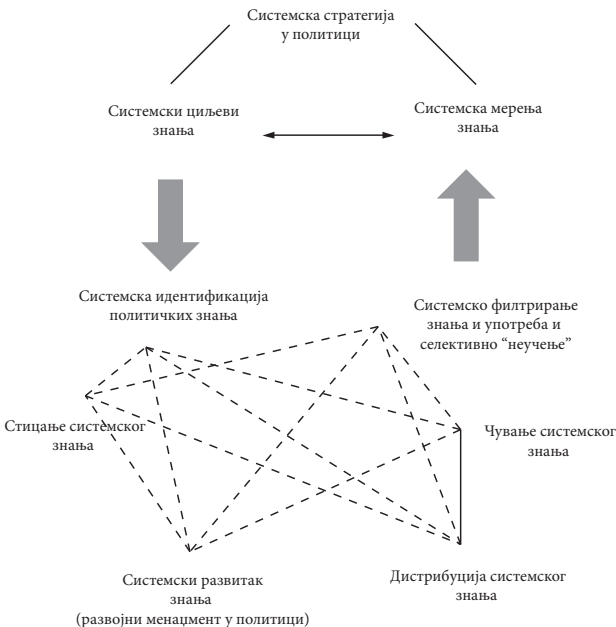 Системска стратегија
у политици
Системски циљеви
знања
Системска мерења
знања
Системска идентификација
политичких знања
Системско филтрирање
знања и употреба и
селективно “неучење”
Стицање системског
знања
Чување системског
знања
Системски развитак
знања
(развојни менаџмент у политици)
Дистрибуција системског
знања